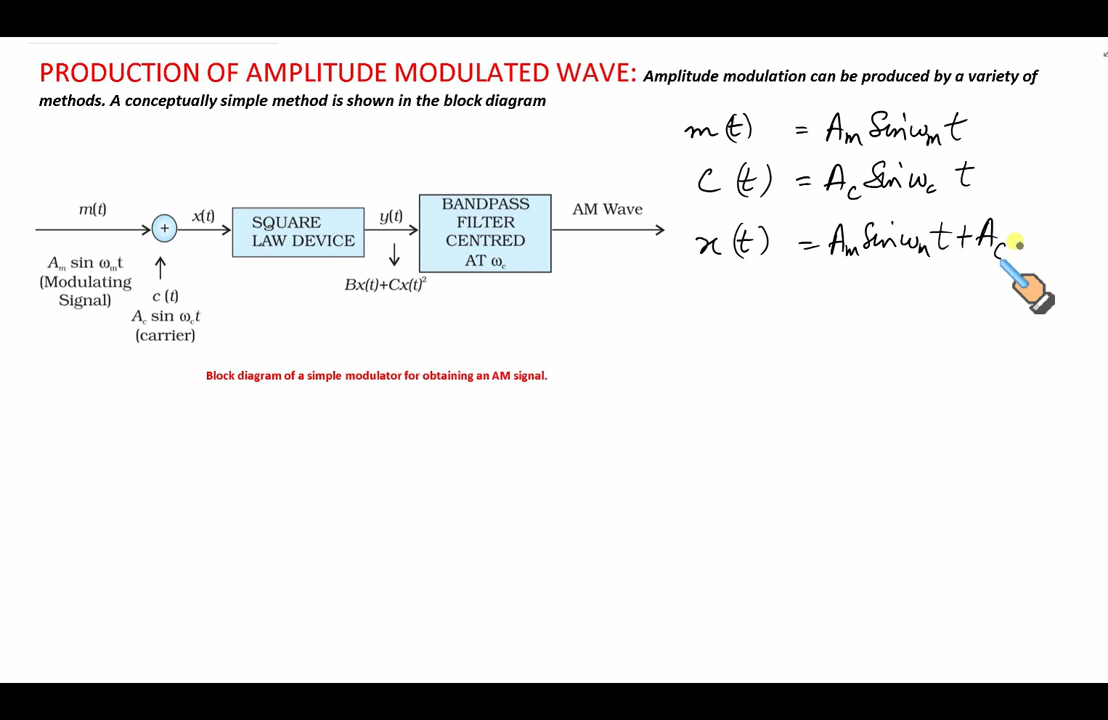 PRODUCTION OF AMPLITUDE MODULATED WAVE: Amplitude modulation can be produced by a variety of
methods. A conceptually simple method is shown in the block diagram
m(t) = Am Sin ωm t
C (t) = Ac Sin ωc t
x (t) = Am Sin ωm t + Ac
m(t)
x(t)
SQUARE
LAW DEVICE
y(t)
BANDPASS
FILTER
CENTRED
AT ωc
AM Wave
+
Am sin ωmt
(Modulating
Signal)
c (t)
Ac sin ωct
(carrier)
Bx(t)+Cx(t)²
Block diagram of a simple modulator for obtaining an AM signal.